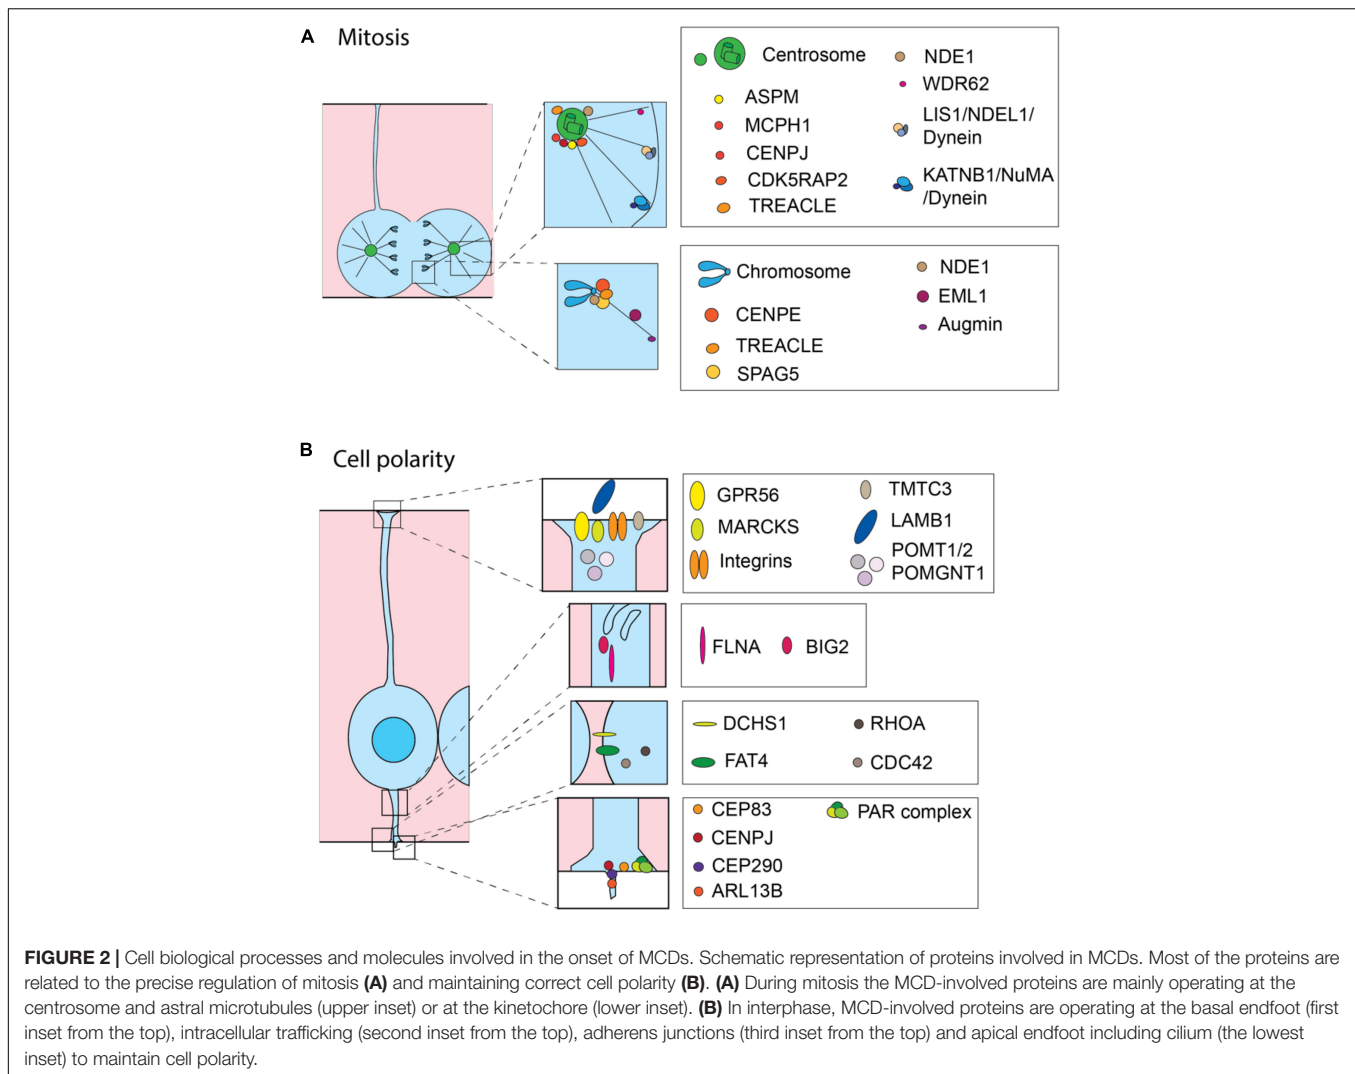 A Mitosis
Centrosome
ASPM
MCPH1
CENPJ
CDK5RAP2
TREACLE
NDE1
WDR62
LIS1/NDEL1/
Dynein
KATNB1/NuMA
/Dynein
Chromosome
CENPE
TREACLE
SPAG5
NDE1
EML1
Augmin
B Cell polarity
GPR56
MARCKS
Integrins
TMTC3
LAMB1
POMT1/2
POMGNT1
FLNA
BIG2
DCHS1
FAT4
RHOA
CDC42
CEP83
CENPJ
CEP290
ARL13B
PAR complex
FIGURE 2 | Cell biological processes and molecules involved in the onset of MCDs. Schematic representation of proteins involved in MCDs. Most of the proteins are
related to the precise regulation of mitosis (A) and maintaining correct cell polarity (B). (A) During mitosis the MCD-involved proteins are mainly operating at the
centrosome and astral microtubules (upper inset) or at the kinetochore (lower inset). (B) In interphase, MCD-involved proteins are operating at the basal endfoot (first
inset from the top), intracellular trafficking (second inset from the top), adherens junctions (third inset from the top) and apical endfoot including cilium (the lowest
inset) to maintain cell polarity.